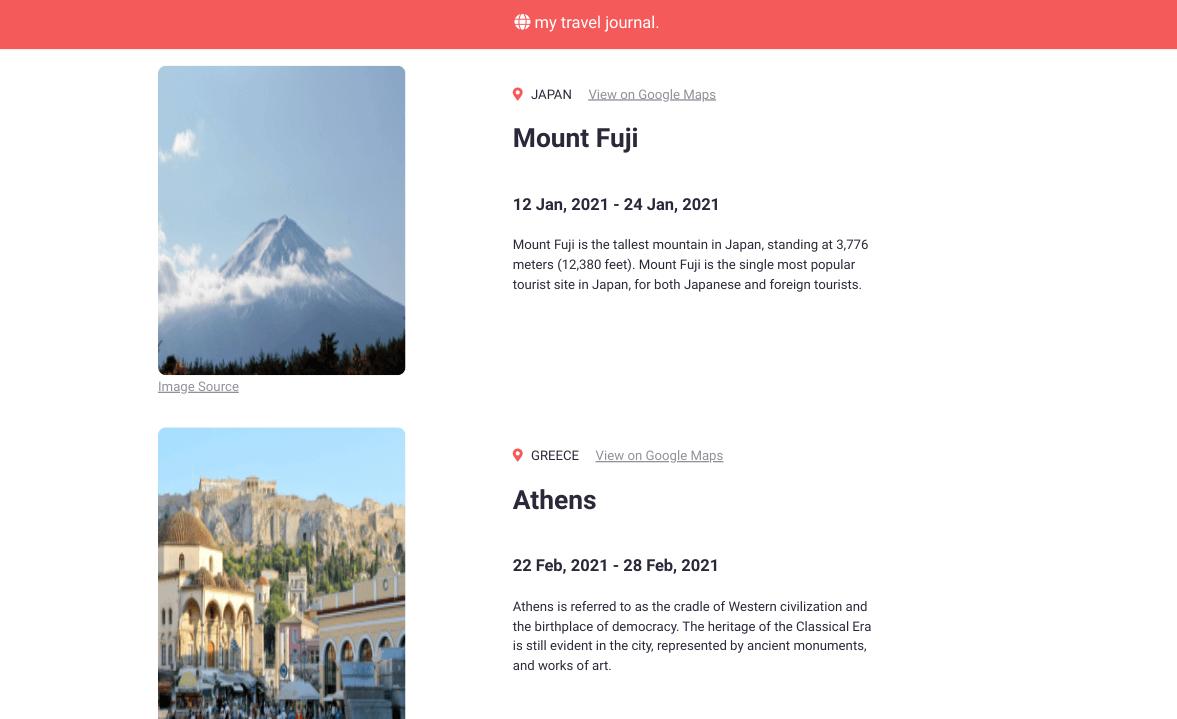 my travel journal.
JAPAN View on Google Maps
Mount Fuji
12 Jan, 2021 - 24 Jan, 2021
Mount Fuji is the tallest mountain in Japan, standing at 3,776
meters (12,380 feet). Mount Fuji is the single most popular
tourist site in Japan, for both Japanese and foreign tourists.
Image Source
GREECE View on Google Maps
Athens
22 Feb, 2021 - 28 Feb, 2021
Athens is referred to as the cradle of Western civilization and
the birthplace of democracy. The heritage of the Classical Era
is still evident in the city, represented by ancient monuments,
and works of art.